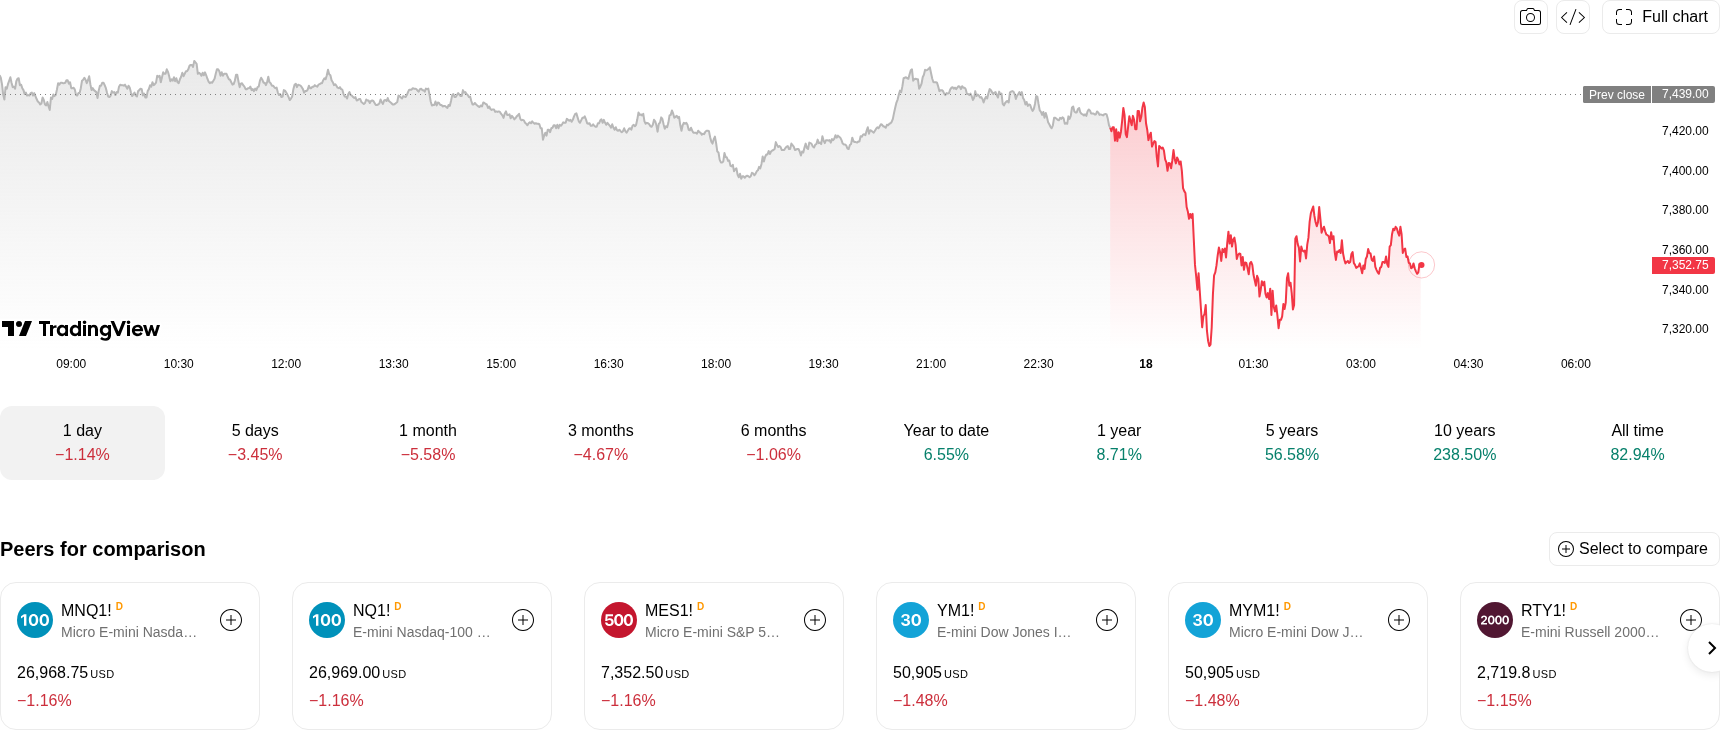 Full chart
Prev close 7,439.00
7,420.00
7,400.00
7,380.00
7,360.00
7,352.75
7,340.00
7,320.00
TradingView
09:00 10:30 12:00 13:30 15:00 16:30 18:00 19:30 21:00 22:30 18 01:30 03:00 04:30 06:00
1 day 5 days 1 month 3 months 6 months Year to date 1 year 5 years 10 years All time
−1.14% −3.45% −5.58% −4.67% −1.06% 6.55% 8.71% 56.58% 238.50% 82.94%
Peers for comparison
Select to compare
100 MNQ1! D
Micro E-mini Nasda…
26,968.75 USD
−1.16%
100 NQ1! D
E-mini Nasdaq-100 …
26,969.00 USD
−1.16%
500 MES1! D
Micro E-mini S&P 5…
7,352.50 USD
−1.16%
30 YM1! D
E-mini Dow Jones I…
50,905 USD
−1.48%
30 MYM1! D
Micro E-mini Dow J…
50,905 USD
−1.48%
2000 RTY1! D
E-mini Russell 2000…
2,719.8 USD
−1.15%